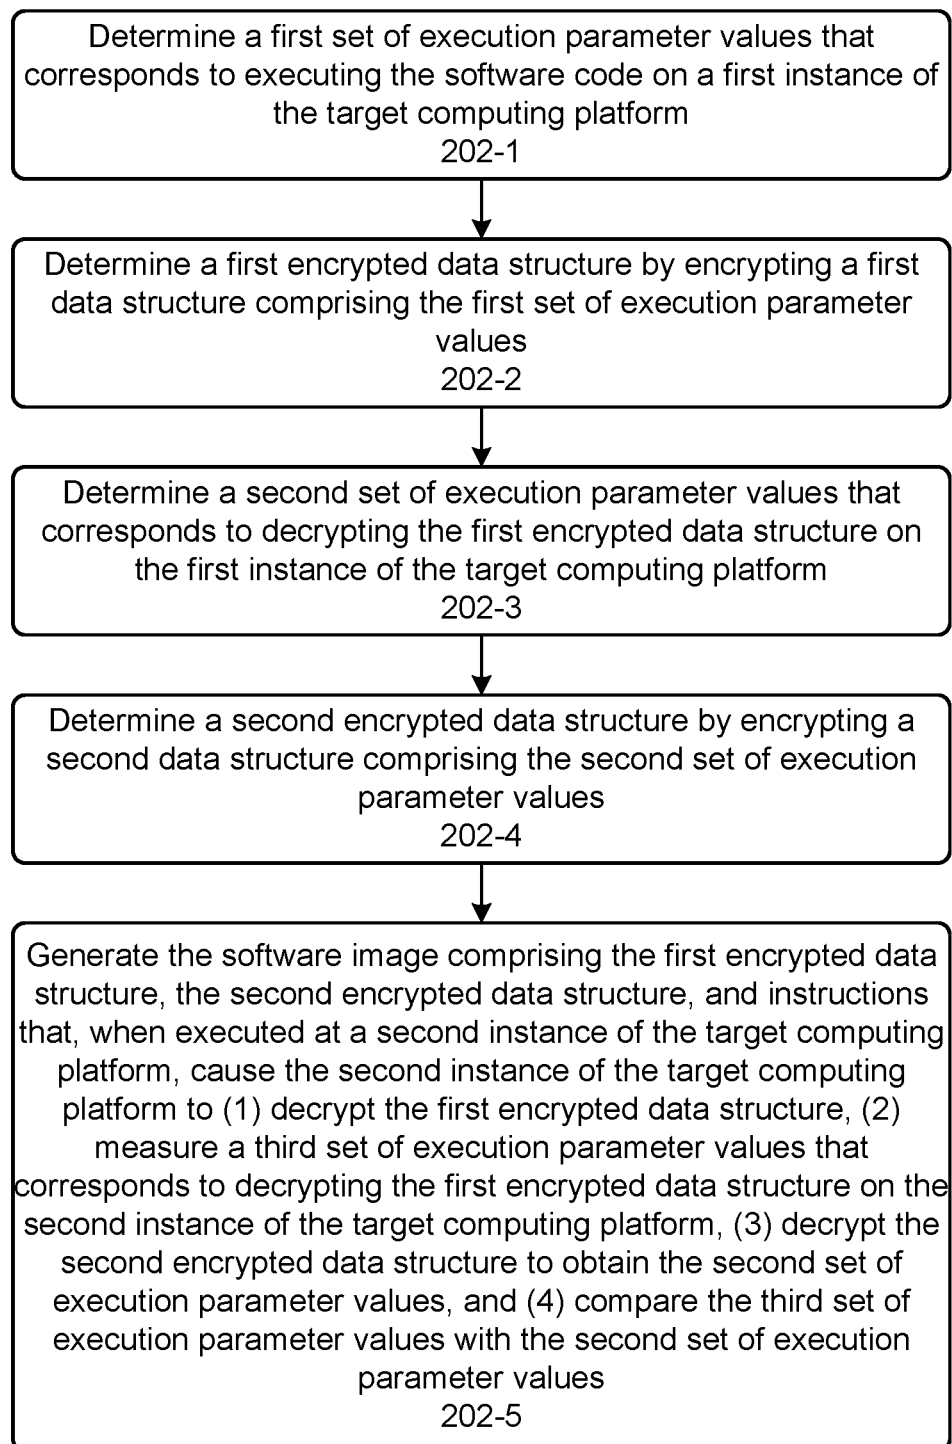 Determine a first set of execution parameter values that
corresponds to executing the software code on a first instance of
the target computing platform
202-1
Determine a first encrypted data structure by encrypting a first
data structure comprising the first set of execution parameter
values
202-2
Determine a second set of execution parameter values that
corresponds to decrypting the first encrypted data structure on
the first instance of the target computing platform
202-3
Determine a second encrypted data structure by encrypting a
second data structure comprising the second set of execution
parameter values
202-4
Generate the software image comprising the first encrypted data
structure, the second encrypted data structure, and instructions
that, when executed at a second instance of the target computing
platform, cause the second instance of the target computing
platform to (1) decrypt the first encrypted data structure, (2)
measure a third set of execution parameter values that
corresponds to decrypting the first encrypted data structure on the
second instance of the target computing platform, (3) decrypt the
second encrypted data structure to obtain the second set of
execution parameter values, and (4) compare the third set of
execution parameter values with the second set of execution
parameter values
202-5